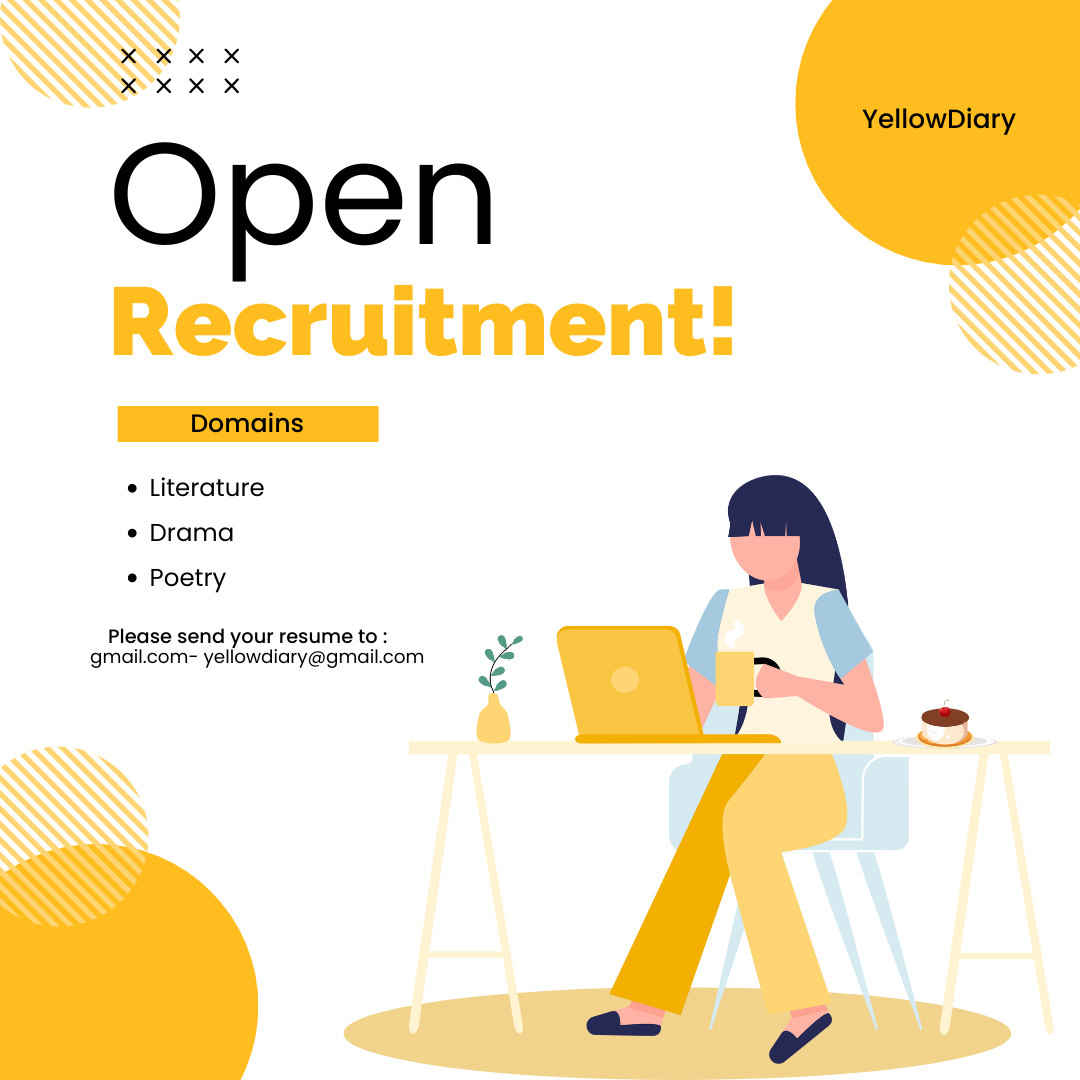 YellowDiary
Open
Recruitment!
Domains
• Literature
• Drama
• Poetry
Please send your resume to :
gmail.com- yellowdiary@gmail.com